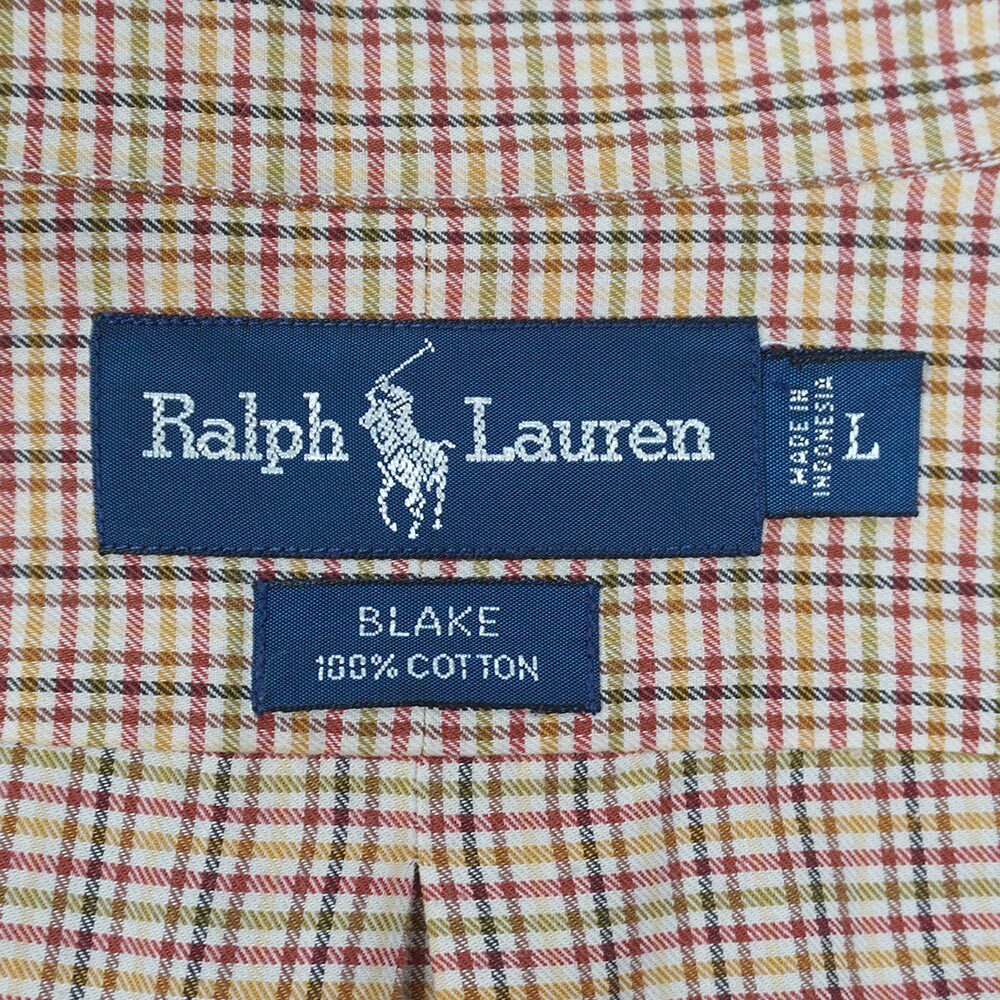 Ralph Lauren
MADE IN
INDONESIA
L
BLAKE
100% COTTON